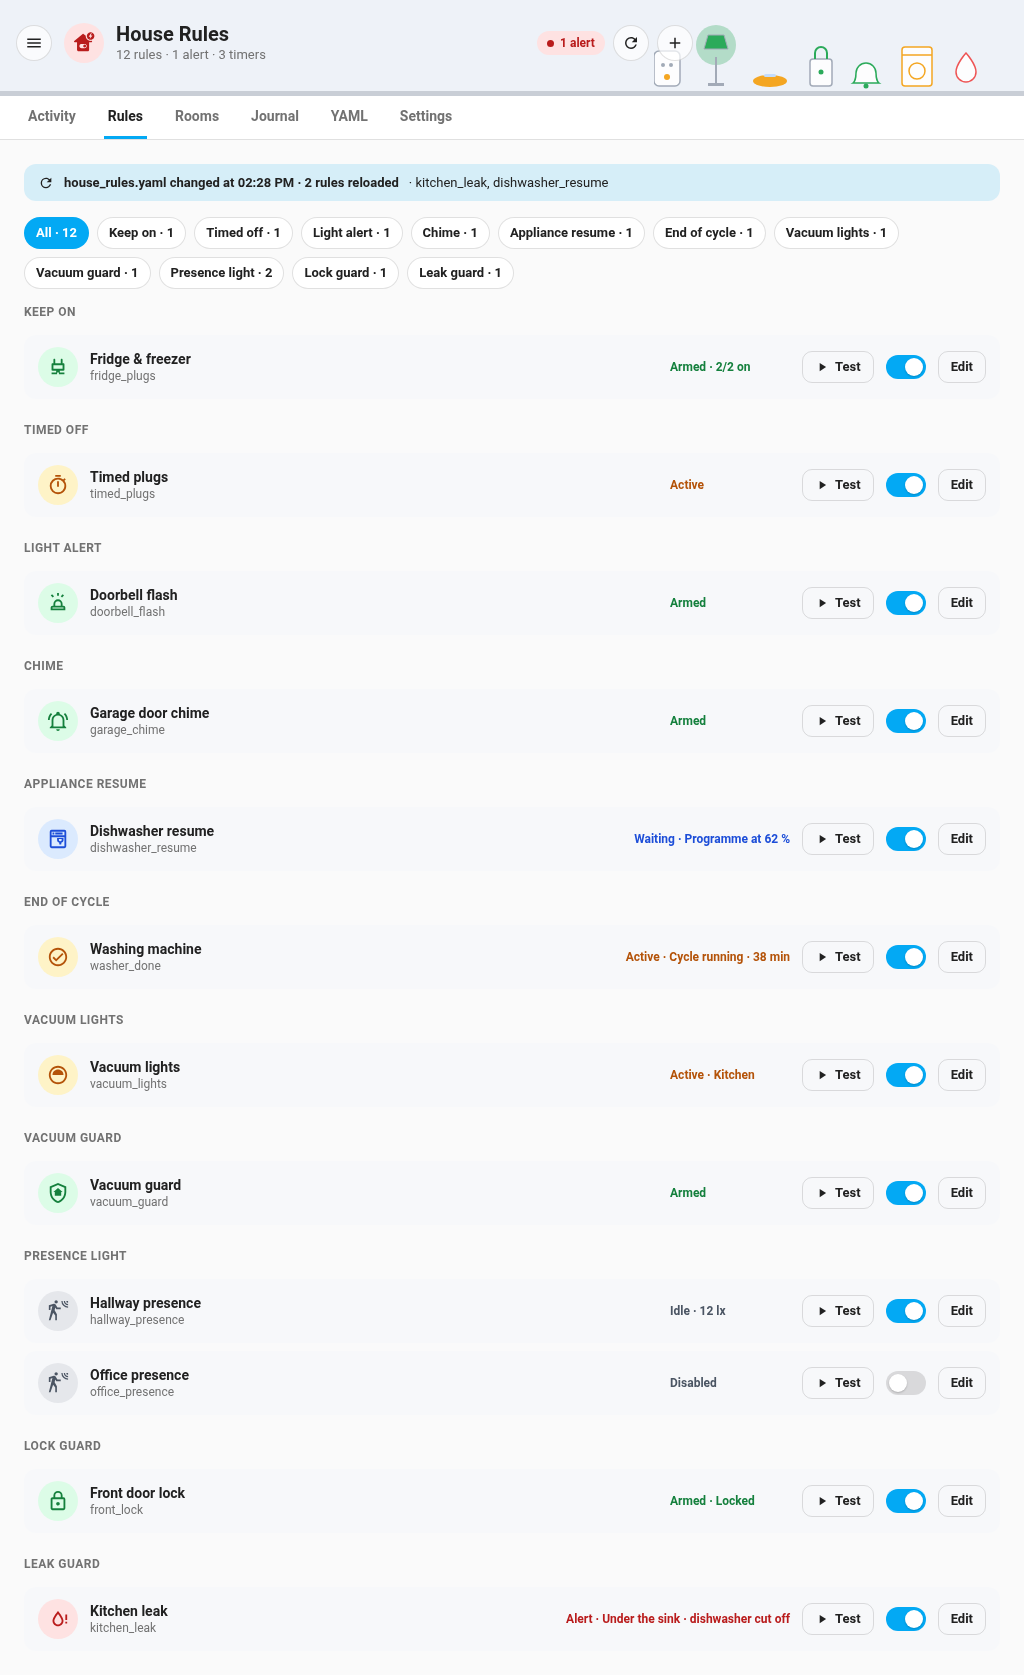 House Rules
12 rules · 1 alert · 3 timers
1 alert
Activity Rules Rooms Journal YAML Settings
house_rules.yaml changed at 02:28 PM · 2 rules reloaded · kitchen_leak, dishwasher_resume
All · 12 Keep on · 1 Timed off · 1 Light alert · 1 Chime · 1 Appliance resume · 1 End of cycle · 1 Vacuum lights · 1
Vacuum guard · 1 Presence light · 2 Lock guard · 1 Leak guard · 1
KEEP ON
Fridge & freezer
fridge_plugs
Armed · 2/2 on Test Edit
TIMED OFF
Timed plugs
timed_plugs
Active Test Edit
LIGHT ALERT
Doorbell flash
doorbell_flash
Armed Test Edit
CHIME
Garage door chime
garage_chime
Armed Test Edit
APPLIANCE RESUME
Dishwasher resume
dishwasher_resume
Waiting · Programme at 62 % Test Edit
END OF CYCLE
Washing machine
washer_done
Active · Cycle running · 38 min Test Edit
VACUUM LIGHTS
Vacuum lights
vacuum_lights
Active · Kitchen Test Edit
VACUUM GUARD
Vacuum guard
vacuum_guard
Armed Test Edit
PRESENCE LIGHT
Hallway presence
hallway_presence
Idle · 12 lx Test Edit
Office presence
office_presence
Disabled Test Edit
LOCK GUARD
Front door lock
front_lock
Armed · Locked Test Edit
LEAK GUARD
Kitchen leak
kitchen_leak
Alert · Under the sink · dishwasher cut off Test Edit